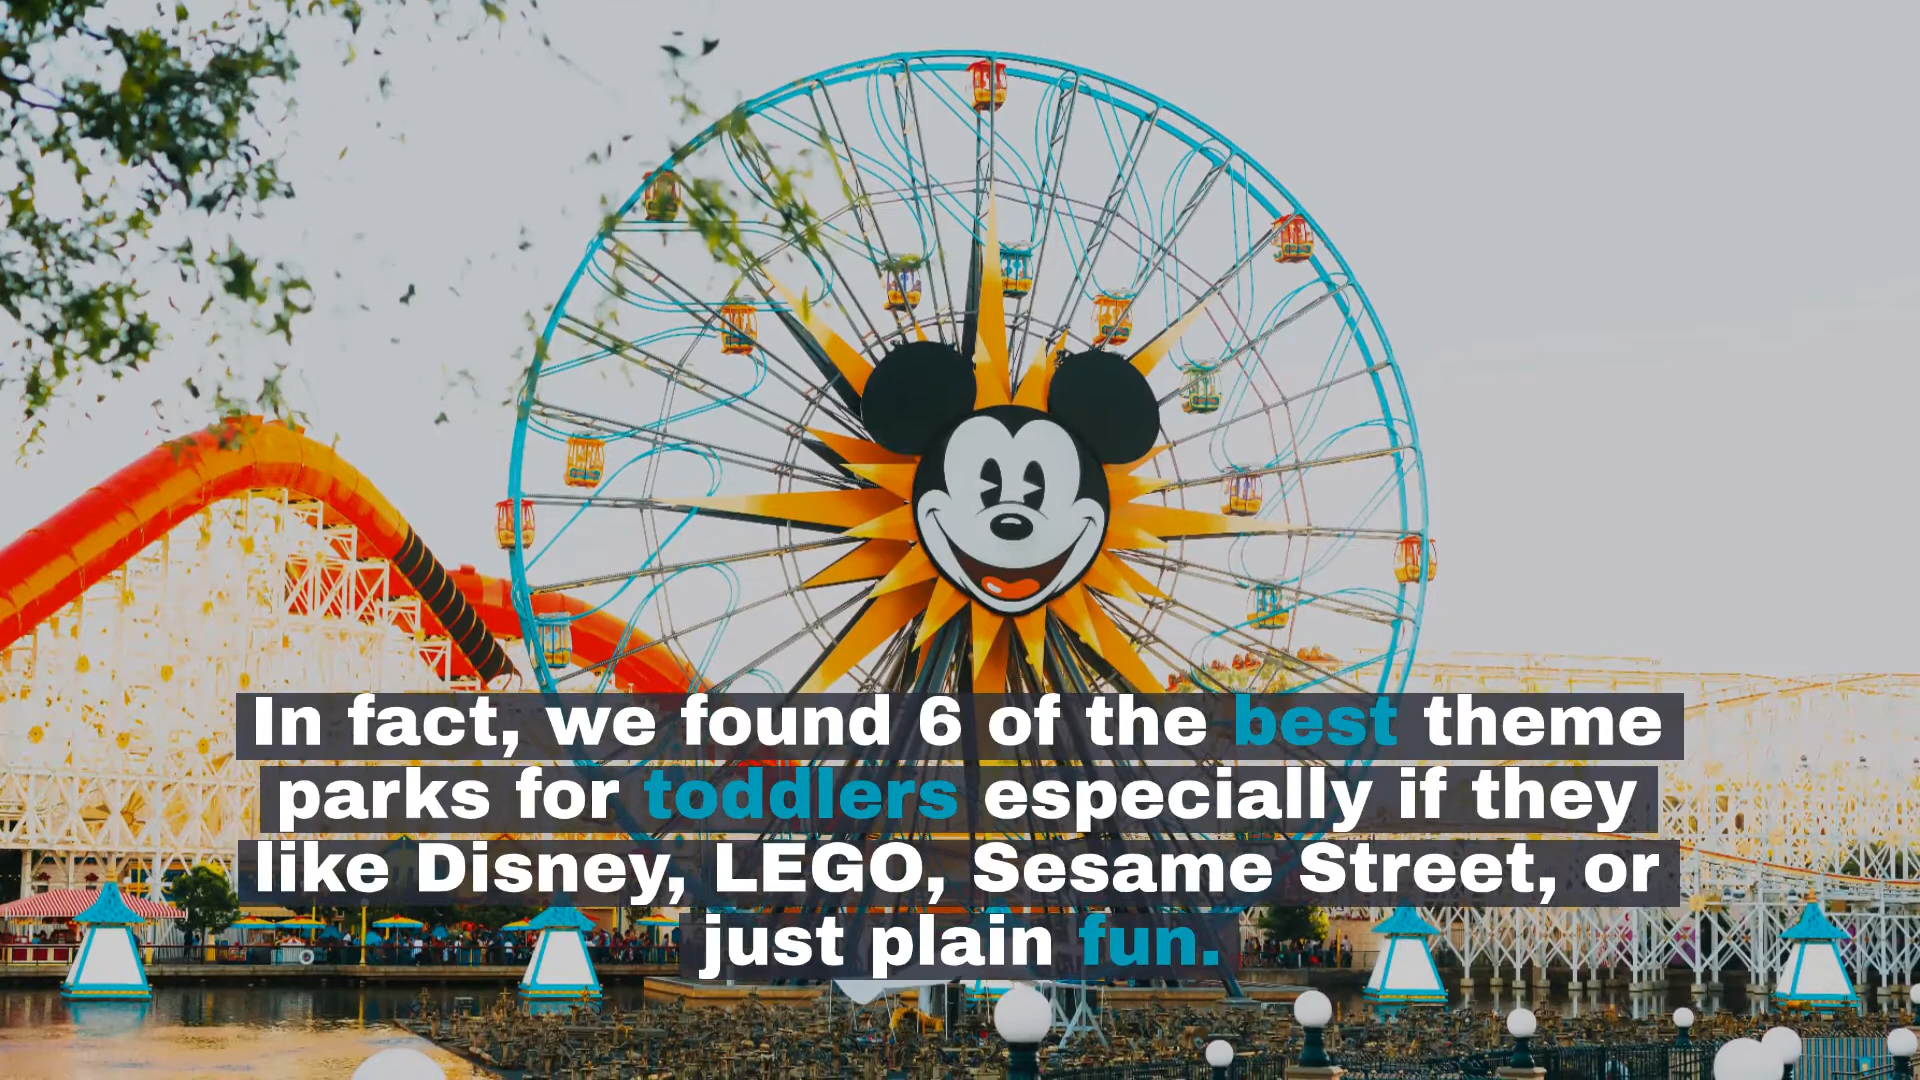 In fact, we found 6 of the best theme
parks for toddlers especially if they
like Disney, LEGO, Sesame Street, or
just plain fun.